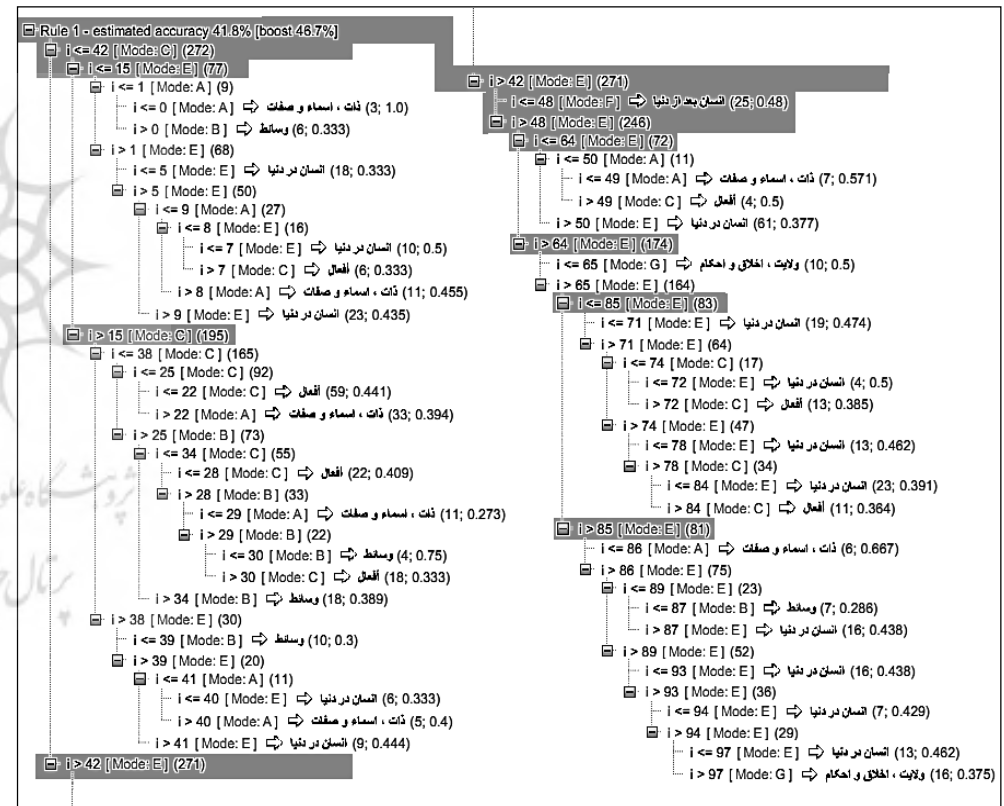 Rule 1 - estimated accuracy 41.8% [boost 46.7%]
i <= 42 [ Mode: C ] (272)
i <= 15 [ Mode: E ] (77)
i <= 1 [ Mode: A ] (9)
i <= 0 [ Mode: A ] ⇨ ذات ، اسماء و صفات (3; 1.0)
i > 0 [ Mode: B ] ⇨ وسائط (6; 0.333)
i > 1 [ Mode: E ] (68)
i <= 5 [ Mode: E ] ⇨ انسان در دنیا (18; 0.333)
i > 5 [ Mode: E ] (50)
i <= 9 [ Mode: A ] (27)
i <= 8 [ Mode: E ] (16)
i <= 7 [ Mode: E ] ⇨ انسان در دنیا (10; 0.5)
i > 7 [ Mode: C ] ⇨ أفعال (6; 0.333)
i > 8 [ Mode: A ] ⇨ ذات ، اسماء و صفات (11; 0.455)
i > 9 [ Mode: E ] ⇨ انسان در دنیا (23; 0.435)
i > 15 [ Mode: C ] (195)
i <= 38 [ Mode: C ] (165)
i <= 25 [ Mode: C ] (92)
i <= 22 [ Mode: C ] ⇨ أفعال (59; 0.441)
i > 22 [ Mode: A ] ⇨ ذات ، اسماء و صفات (33; 0.394)
i > 25 [ Mode: B ] (73)
i <= 34 [ Mode: C ] (55)
i <= 28 [ Mode: C ] ⇨ أفعال (22; 0.409)
i > 28 [ Mode: B ] (33)
i <= 29 [ Mode: A ] ⇨ ذات ، اسماء و صفات (11; 0.273)
i > 29 [ Mode: B ] (22)
i <= 30 [ Mode: B ] ⇨ وسائط (4; 0.75)
i > 30 [ Mode: C ] ⇨ أفعال (18; 0.333)
i > 34 [ Mode: B ] ⇨ وسائط (18; 0.389)
i > 38 [ Mode: E ] (30)
i <= 39 [ Mode: B ] ⇨ وسائط (10; 0.3)
i > 39 [ Mode: E ] (20)
i <= 41 [ Mode: A ] (11)
i <= 40 [ Mode: E ] ⇨ انسان در دنیا (6; 0.333)
i > 40 [ Mode: A ] ⇨ ذات ، اسماء و صفات (5; 0.4)
i > 41 [ Mode: E ] ⇨ انسان در دنیا (9; 0.444)
i > 42 [ Mode: E ] (271)
i > 42 [ Mode: E ] (271)
i <= 48 [ Mode: F ] ⇨ انسان بعد از دنیا (25; 0.48)
i > 48 [ Mode: E ] (246)
i <= 64 [ Mode: E ] (72)
i <= 50 [ Mode: A ] (11)
i <= 49 [ Mode: A ] ⇨ ذات ، اسماء و صفات (7; 0.571)
i > 49 [ Mode: C ] ⇨ أفعال (4; 0.5)
i > 50 [ Mode: E ] ⇨ انسان در دنیا (61; 0.377)
i > 64 [ Mode: E ] (174)
i <= 65 [ Mode: G ] ⇨ ولایت ، اخلاق و احکام (10; 0.5)
i > 65 [ Mode: E ] (164)
i <= 85 [ Mode: E ] (83)
i <= 71 [ Mode: E ] ⇨ انسان در دنیا (19; 0.474)
i > 71 [ Mode: E ] (64)
i <= 74 [ Mode: C ] (17)
i <= 72 [ Mode: E ] ⇨ انسان در دنیا (4; 0.5)
i > 72 [ Mode: C ] ⇨ أفعال (13; 0.385)
i > 74 [ Mode: E ] (47)
i <= 78 [ Mode: E ] ⇨ انسان در دنیا (13; 0.462)
i > 78 [ Mode: C ] (34)
i <= 84 [ Mode: E ] ⇨ انسان در دنیا (23; 0.391)
i > 84 [ Mode: C ] ⇨ أفعال (11; 0.364)
i > 85 [ Mode: E ] (81)
i <= 86 [ Mode: A ] ⇨ ذات ، اسماء و صفات (6; 0.667)
i > 86 [ Mode: E ] (75)
i <= 89 [ Mode: E ] (23)
i <= 87 [ Mode: B ] ⇨ وسائط (7; 0.286)
i > 87 [ Mode: E ] ⇨ انسان در دنیا (16; 0.438)
i > 89 [ Mode: E ] (52)
i <= 93 [ Mode: E ] ⇨ انسان در دنیا (16; 0.438)
i > 93 [ Mode: E ] (36)
i <= 94 [ Mode: E ] ⇨ انسان در دنیا (7; 0.429)
i > 94 [ Mode: E ] (29)
i <= 97 [ Mode: E ] ⇨ انسان در دنیا (13; 0.462)
i > 97 [ Mode: G ] ⇨ ولایت ، اخلاق و احکام (16; 0.375)